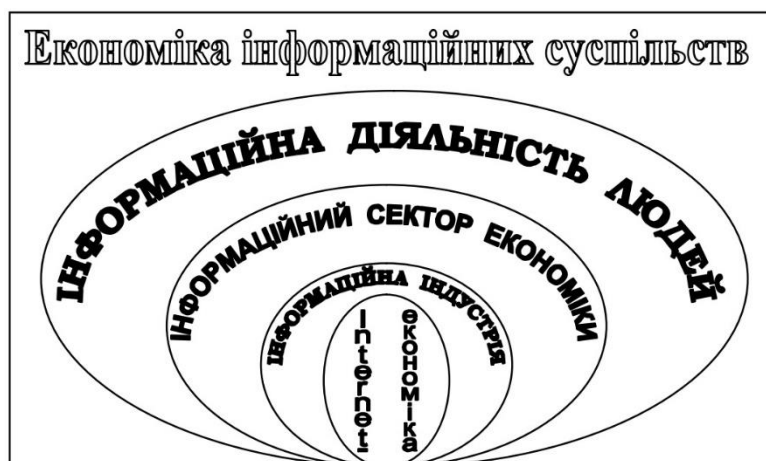 Економіка інформаційних суспільств
ІНФОРМАЦІЙНА ДІЯЛЬНІСТЬ ЛЮДЕЙ
ІНФОРМАЦІЙНИЙ СЕКТОР ЕКОНОМІКИ
ІНФОРМАЦІЙНА ІНДУСТРІЯ
Internet-
економіка